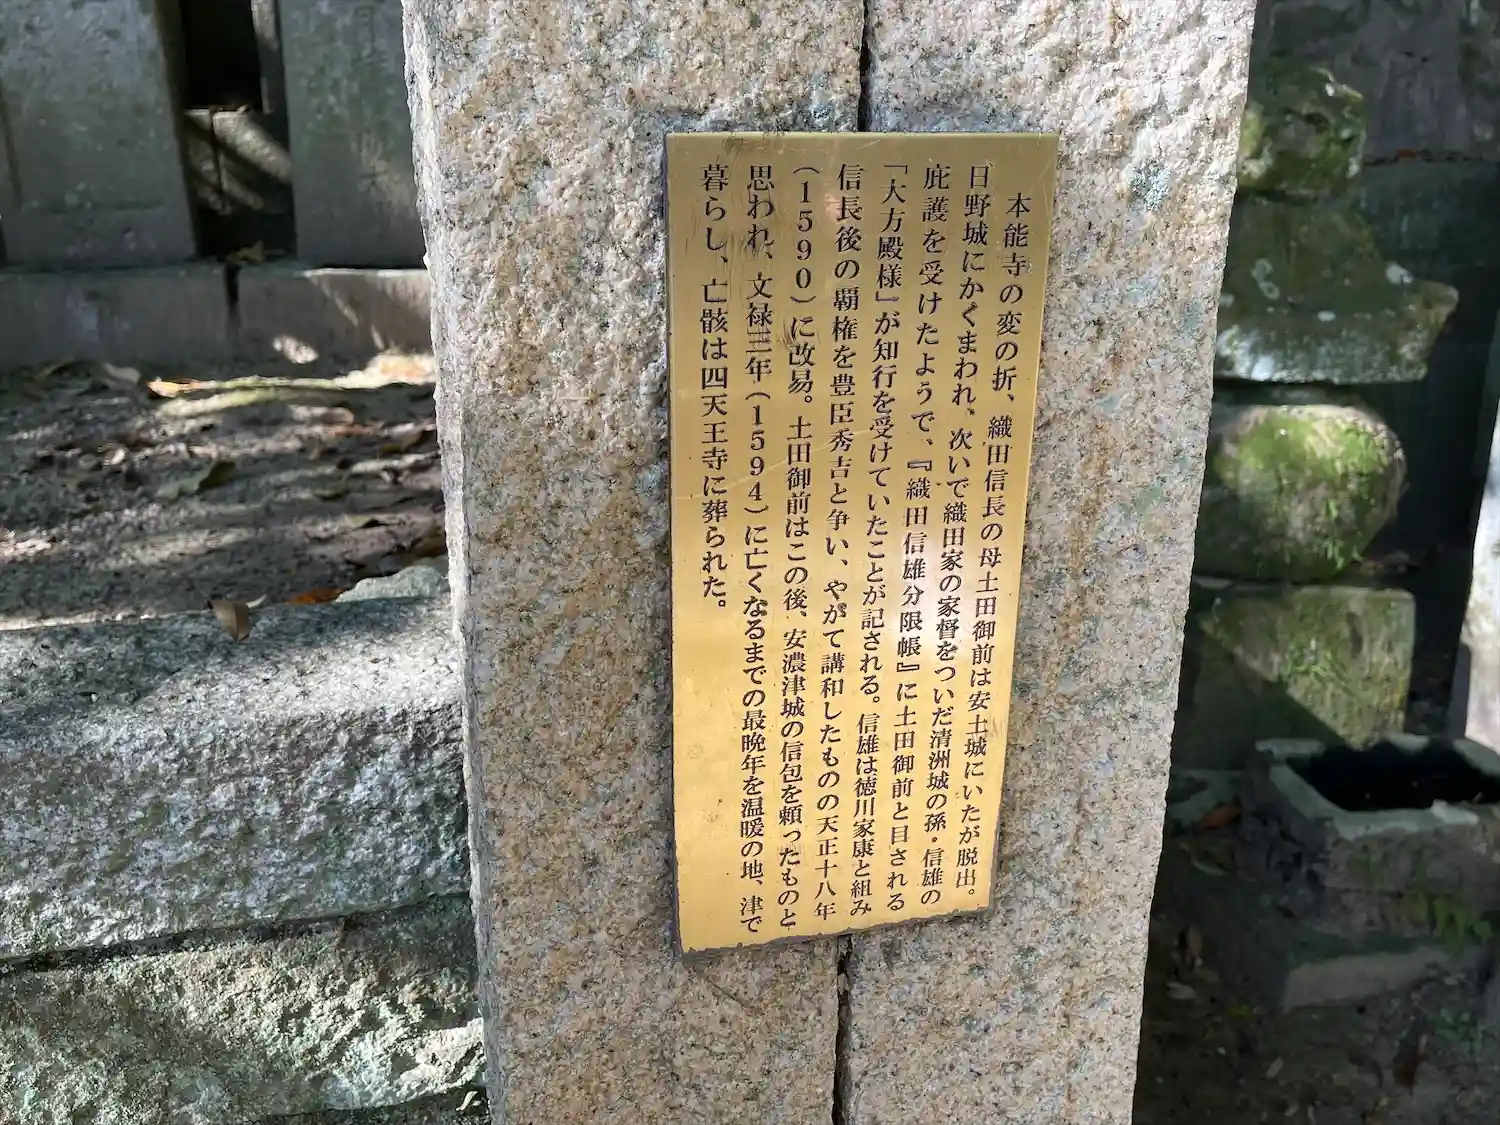 本能寺の変の折、織田信長の母土田御前は安土城にいたが脱出。
日野城にかくまわれ、次いで織田家の家督をついだ清洲城の孫・信雄の
庇護を受けたようで、『織田信雄分限帳』に土田御前と目される
「大方殿様」が知行を受けていたことが記される。信雄は徳川家康と組み
信長後の覇権を豊臣秀吉と争い、やがて講和したものの天正十八年
(1590)に改易。土田御前はこの後、安濃津城の信包を頼ったものと
思われ、文禄三年(1594)に亡くなるまでの最晩年を温暖の地、津で
暮らし、亡骸は四天王寺に葬られた。